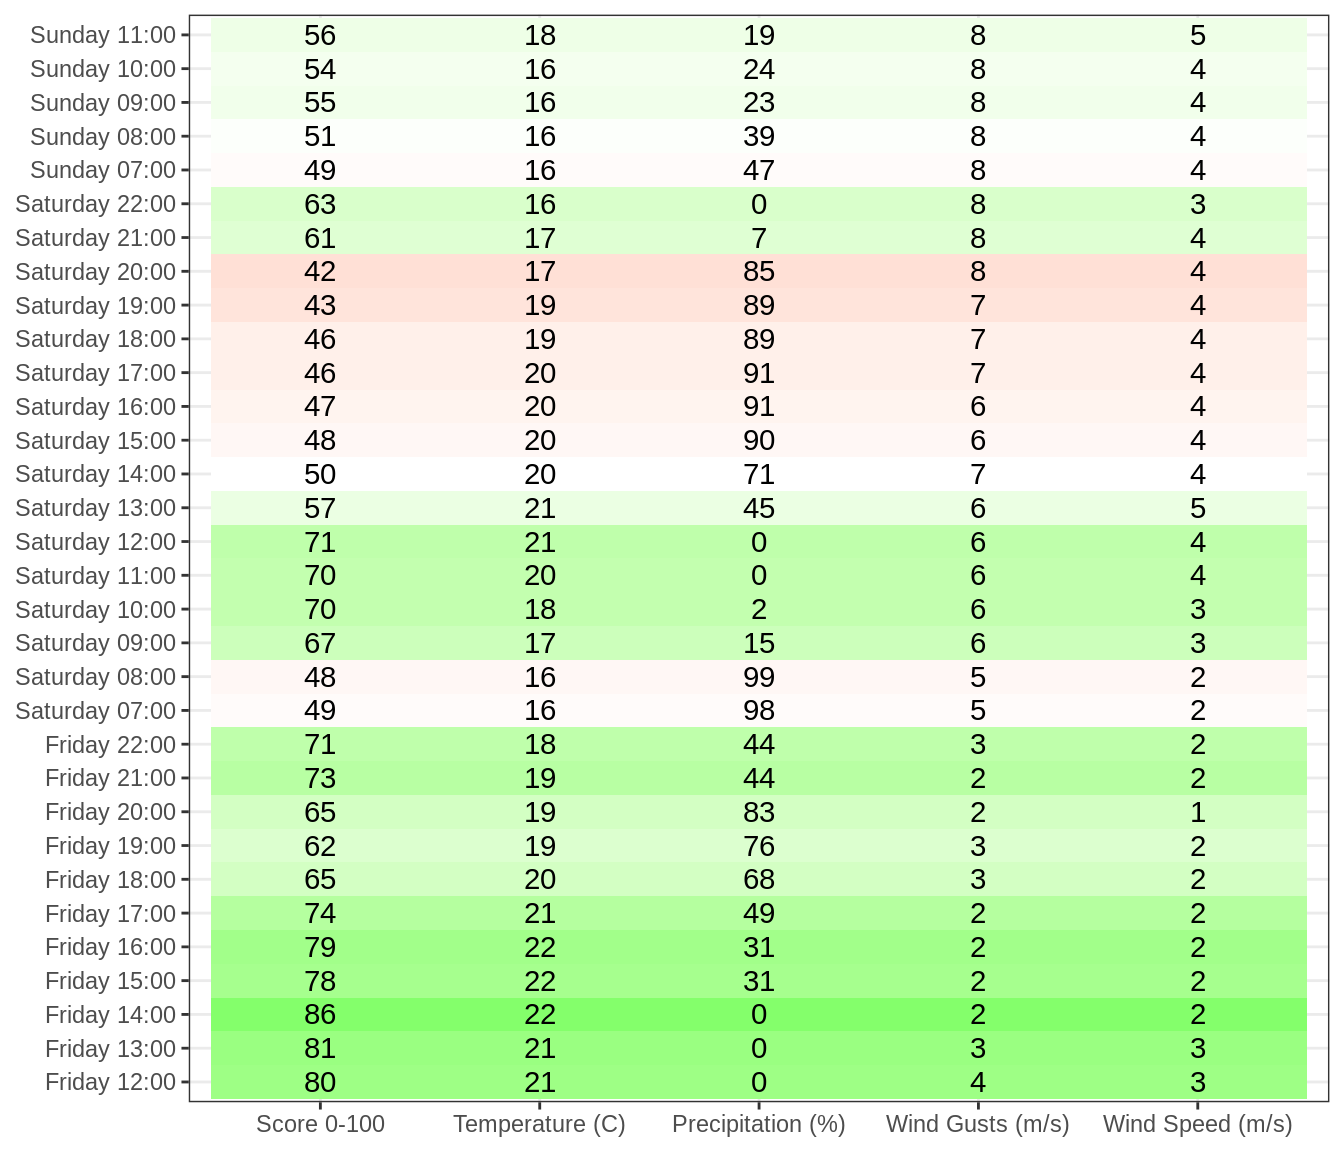 Sunday 11:00 56 18 19 8 5
Sunday 10:00 54 16 24 8 4
Sunday 09:00 55 16 23 8 4
Sunday 08:00 51 16 39 8 4
Sunday 07:00 49 16 47 8 4
Saturday 22:00 63 16 0 8 3
Saturday 21:00 61 17 7 8 4
Saturday 20:00 42 17 85 8 4
Saturday 19:00 43 19 89 7 4
Saturday 18:00 46 19 89 7 4
Saturday 17:00 46 20 91 7 4
Saturday 16:00 47 20 91 6 4
Saturday 15:00 48 20 90 6 4
Saturday 14:00 50 20 71 7 4
Saturday 13:00 57 21 45 6 5
Saturday 12:00 71 21 0 6 4
Saturday 11:00 70 20 0 6 4
Saturday 10:00 70 18 2 6 3
Saturday 09:00 67 17 15 6 3
Saturday 08:00 48 16 99 5 2
Saturday 07:00 49 16 98 5 2
Friday 22:00 71 18 44 3 2
Friday 21:00 73 19 44 2 2
Friday 20:00 65 19 83 2 1
Friday 19:00 62 19 76 3 2
Friday 18:00 65 20 68 3 2
Friday 17:00 74 21 49 2 2
Friday 16:00 79 22 31 2 2
Friday 15:00 78 22 31 2 2
Friday 14:00 86 22 0 2 2
Friday 13:00 81 21 0 3 3
Friday 12:00 80 21 0 4 3
Score 0-100 Temperature (C) Precipitation (%) Wind Gusts (m/s) Wind Speed (m/s)